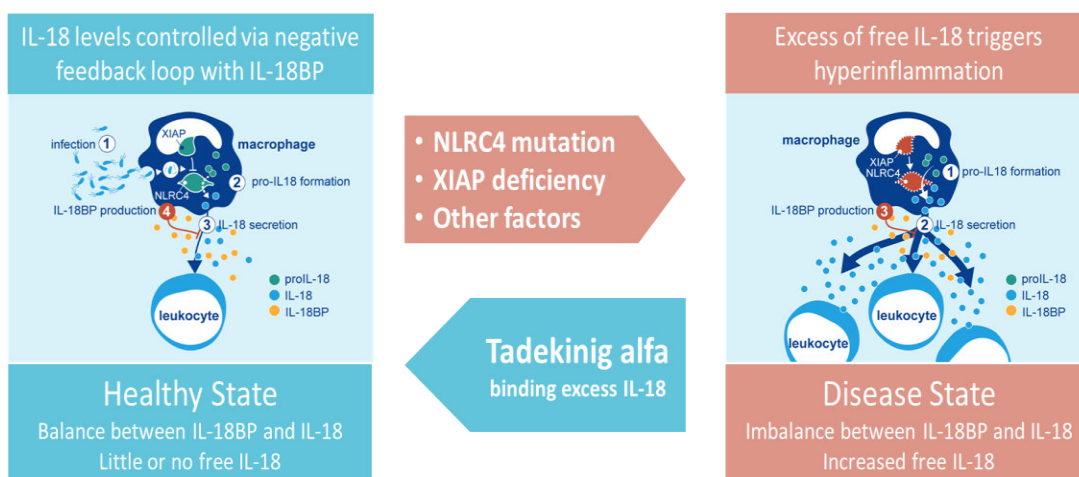 IL-18 levels controlled via negative
feedback loop with IL-18BP
infection 1
XIAP
macrophage
2 pro-IL18 formation
NLRC4
IL-18BP production 4
3 IL-18 secretion
proIL-18
IL-18
IL-18BP
leukocyte
Healthy State
Balance between IL-18BP and IL-18
Little or no free IL-18
• NLRC4 mutation
• XIAP deficiency
• Other factors
Tadekinig alfa
binding excess IL-18
Excess of free IL-18 triggers
hyperinflammation
macrophage
XIAP
NLRC4
1
pro-IL18 formation
IL-18BP production 3
2 IL-18 secretion
proIL-18
IL-18
IL-18BP
leukocyte
leukocyte
Disease State
Imbalance between IL-18BP and IL-18
Increased free IL-18